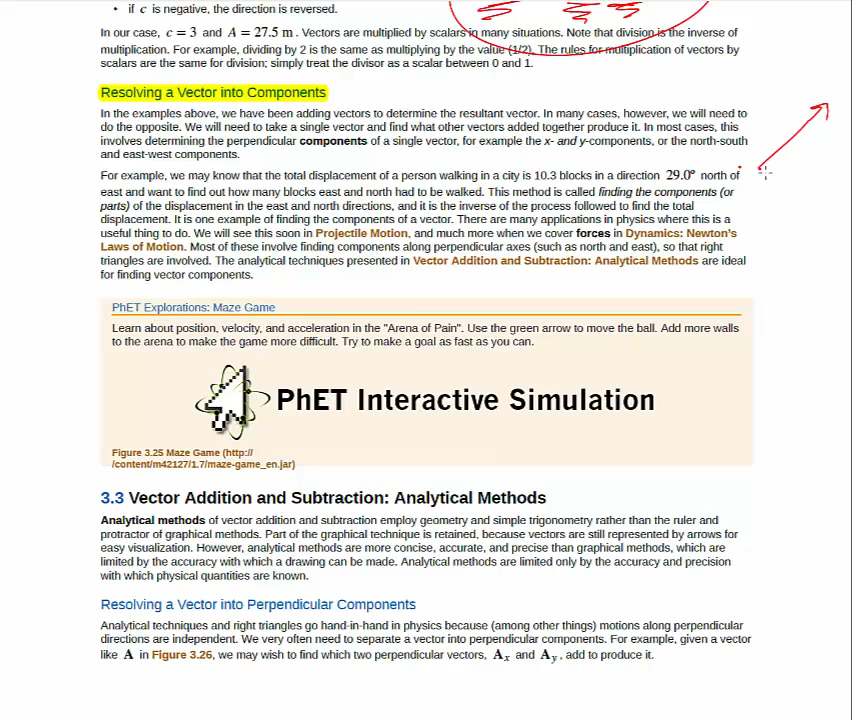 • if c is negative, the direction is reversed.
In our case, c = 3 and A = 27.5 m . Vectors are multiplied by scalars in many situations. Note that division is the inverse of
multiplication. For example, dividing by 2 is the same as multiplying by the value (1/2). The rules for multiplication of vectors by
scalars are the same for division; simply treat the divisor as a scalar between 0 and 1.
Resolving a Vector into Components
In the examples above, we have been adding vectors to determine the resultant vector. In many cases, however, we will need to
do the opposite. We will need to take a single vector and find what other vectors added together produce it. In most cases, this
involves determining the perpendicular components of a single vector, for example the x- and y-components, or the north-south
and east-west components.
For example, we may know that the total displacement of a person walking in a city is 10.3 blocks in a direction 29.0º north of
east and want to find out how many blocks east and north had to be walked. This method is called finding the components (or
parts) of the displacement in the east and north directions, and it is the inverse of the process followed to find the total
displacement. It is one example of finding the components of a vector. There are many applications in physics where this is a
useful thing to do. We will see this soon in Projectile Motion, and much more when we cover forces in Dynamics: Newton's
Laws of Motion. Most of these involve finding components along perpendicular axes (such as north and east), so that right
triangles are involved. The analytical techniques presented in Vector Addition and Subtraction: Analytical Methods are ideal
for finding vector components.
PhET Explorations: Maze Game
Learn about position, velocity, and acceleration in the "Arena of Pain". Use the green arrow to move the ball. Add more walls
to the arena to make the game more difficult. Try to make a goal as fast as you can.
PhET Interactive Simulation
Figure 3.25 Maze Game (http://
/content/m42127/1.7/maze-game_en.jar)
3.3 Vector Addition and Subtraction: Analytical Methods
Analytical methods of vector addition and subtraction employ geometry and simple trigonometry rather than the ruler and
protractor of graphical methods. Part of the graphical technique is retained, because vectors are still represented by arrows for
easy visualization. However, analytical methods are more concise, accurate, and precise than graphical methods, which are
limited by the accuracy with which a drawing can be made. Analytical methods are limited only by the accuracy and precision
with which physical quantities are known.
Resolving a Vector into Perpendicular Components
Analytical techniques and right triangles go hand-in-hand in physics because (among other things) motions along perpendicular
directions are independent. We very often need to separate a vector into perpendicular components. For example, given a vector
like A in Figure 3.26, we may wish to find which two perpendicular vectors, Ax and Ay , add to produce it.